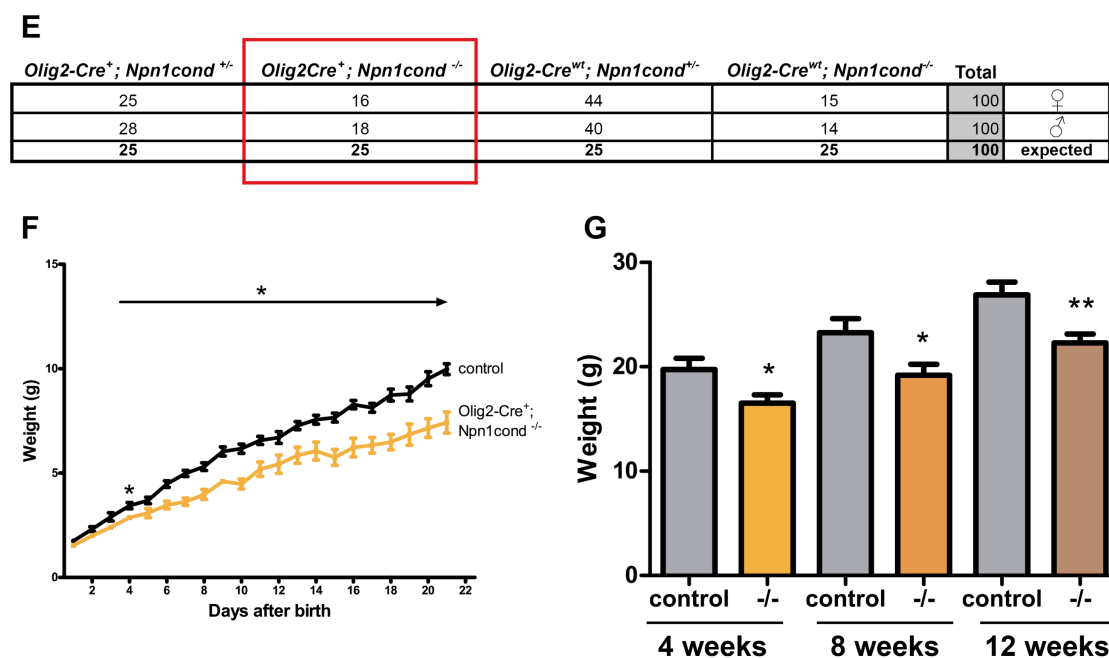 E
Olig2-Cre⁺; Npn1cond ⁺/⁻ Olig2Cre⁺; Npn1cond ⁻/⁻ Olig2-Creʷᵗ; Npn1cond⁺/⁻ Olig2-Creʷᵗ; Npn1cond⁻/⁻ Total
25 16 44 15 100 ♀
28 18 40 14 100 ♂
25 25 25 25 100 expected
F
15
10
5
0
Weight (g)
*
*
control
Olig2-Cre⁺;
Npn1cond ⁻/⁻
2 4 6 8 10 12 14 16 18 20 22
Days after birth
G
30
20
10
0
Weight (g)
*
*
**
control -/- control -/- control -/-
4 weeks 8 weeks 12 weeks